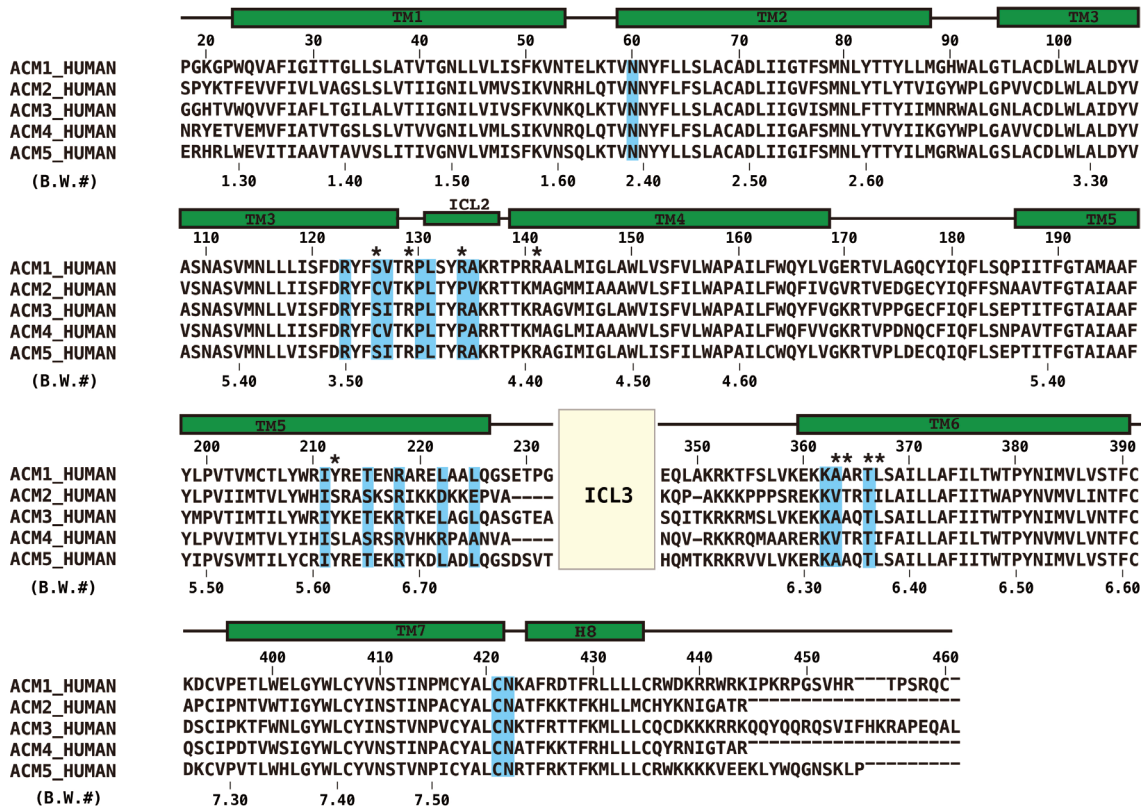 TM1 TM2 TM3
20 30 40 50 60 70 80 90 100
ACM1_HUMAN PGKGPWQVAFIGITTGLLSLATVTGNLLVLISFKVNTELKTVNNYFLLSLACADLIIGTFSMNLYTTYLLMGHWALGTLACDLWLALDYV
ACM2_HUMAN SPYKTFEVVFIVLVAGSLSLVTIIGNILVMVSIKVNRHLQTVNNYFLFSLACADLIIGVFSMNLYTLYTVIGYWPLGPVVCDLWLALDYV
ACM3_HUMAN GGHTVWQVVFIAFLTGILALVTIIGNILVIVSFKVNKQLKTVNNYFLLSLACADLIIGVISMNLFTTYIIMNRWALGNLACDLWLAIDYV
ACM4_HUMAN NRYETVEMVFIATVTGSLSLVTVVGNILVMLSIKVNRQLQTVNNYFLFSLACADLIIGAFSMNLYTVYIIKGYWPLGAVVCDLWLALDYV
ACM5_HUMAN ERHRLWEVITIAAVTAVVSLITIVGNVLVMISFKVNSQLKTVNNYYLLSLACADLIIGIFSMNLYTTYILMGRWALGSLACDLWLALDYV
(B.W.#) 1.30 1.40 1.50 1.60 2.40 2.50 2.60 3.30
TM3 ICL2 TM4 TM5
110 120 130 140 150 160 170 180 190
* * * *
ACM1_HUMAN ASNASVMNLLLISFDRYFSVTRPLSYRAKRTPRRAALMIGLAWLVSFVLWAPAILFWQYLVGERTVLAGQCYIQFLSQPIITFGTAMAAF
ACM2_HUMAN VSNASVMNLLIISFDRYFCVTKPLTYPVKRTTKMAGMMIAAAWVLSFILWAPAILFWQFIVGVRTVEDGECYIQFFSNAAVTFGTAIAAF
ACM3_HUMAN ASNASVMNLLVISFDRYFSITRPLTYRAKRTTKRAGVMIGLAWVISFVLWAPAILFWQYFVGKRTVPPGECFIQFLSEPTITFGTAIAAF
ACM4_HUMAN VSNASVMNLLIISFDRYFCVTKPLTYPARRTTKMAGLMIAAAWVLSFVLWAPAILFWQFVVGKRTVPDNQCFIQFLSNPAVTFGTAIAAF
ACM5_HUMAN ASNASVMNLLVISFDRYFSITRPLTYRAKRTPKRAGIMIGLAWLISFILWAPAILCWQYLVGKRTVPLDECQIQFLSEPTITFGTAIAAF
(B.W.#) 5.40 3.50 4.40 4.50 4.60 5.40
TM5 TM6
200 210 220 230 350 360 370 380 390
* ** **
ACM1_HUMAN YLPVTVMCTLYWRIYRETENRARELAALQGSETPG ICL3 EQLAKRKTFSLVKEKKAARTLSAILLAFILTWTPYNIMVLVSTFC
ACM2_HUMAN YLPVIIMTVLYWHISRASKSRIKKDKKEPVA---- KQP-AKKKPPPSREKKVTRTILAILLAFIITWAPYNVMVLINTFC
ACM3_HUMAN YMPVTIMTILYWRIYKETEKRTKELAGLQASGTEA SQITKRKRMSLVKEKKAAQTLSAILLAFIITWTPYNIMVLVNTFC
ACM4_HUMAN YLPVVIMTVLYIHISLASRSRVHKRPAANVA---- NQV-RKKRQMAARERKVTRTIFAILLAFILTWTPYNVMVLVNTFC
ACM5_HUMAN YIPVSVMTILYCRIYRETEKRTKDLADLQGSDSVT HQMTKRKRVVLVKERKAAQTLSAILLAFIITWTPYNIMVLVSTFC
(B.W.#) 5.50 5.60 6.70 6.30 6.40 6.50 6.60
TM7 H8
400 410 420 430 440 450 460
ACM1_HUMAN KDCVPETLWELGYWLCYVNSTINPMCYALCNKAFRDTFRLLLLCRWDKRRWRKIPKRPGSVHR---TPSRQC-
ACM2_HUMAN APCIPNTVWTIGYWLCYINSTINPACYALCNATFKKTFKHLLMCHYKNIGATR--------------------
ACM3_HUMAN DSCIPKTFWNLGYWLCYINSTVNPVCYALCNKTFRTTFKMLLLCQCDKKKRRKQQYQQRQSVIFHKRAPEQAL
ACM4_HUMAN QSCIPDTVWSIGYWLCYVNSTINPACYALCNATFKKTFRHLLLCQYRNIGTAR--------------------
ACM5_HUMAN DKCVPVTLWHLGYWLCYVNSTVNPICYALCNRTFRKTFKMLLLCRWKKKKVEEKLYWQGNSKLP---------
(B.W.#) 7.30 7.40 7.50